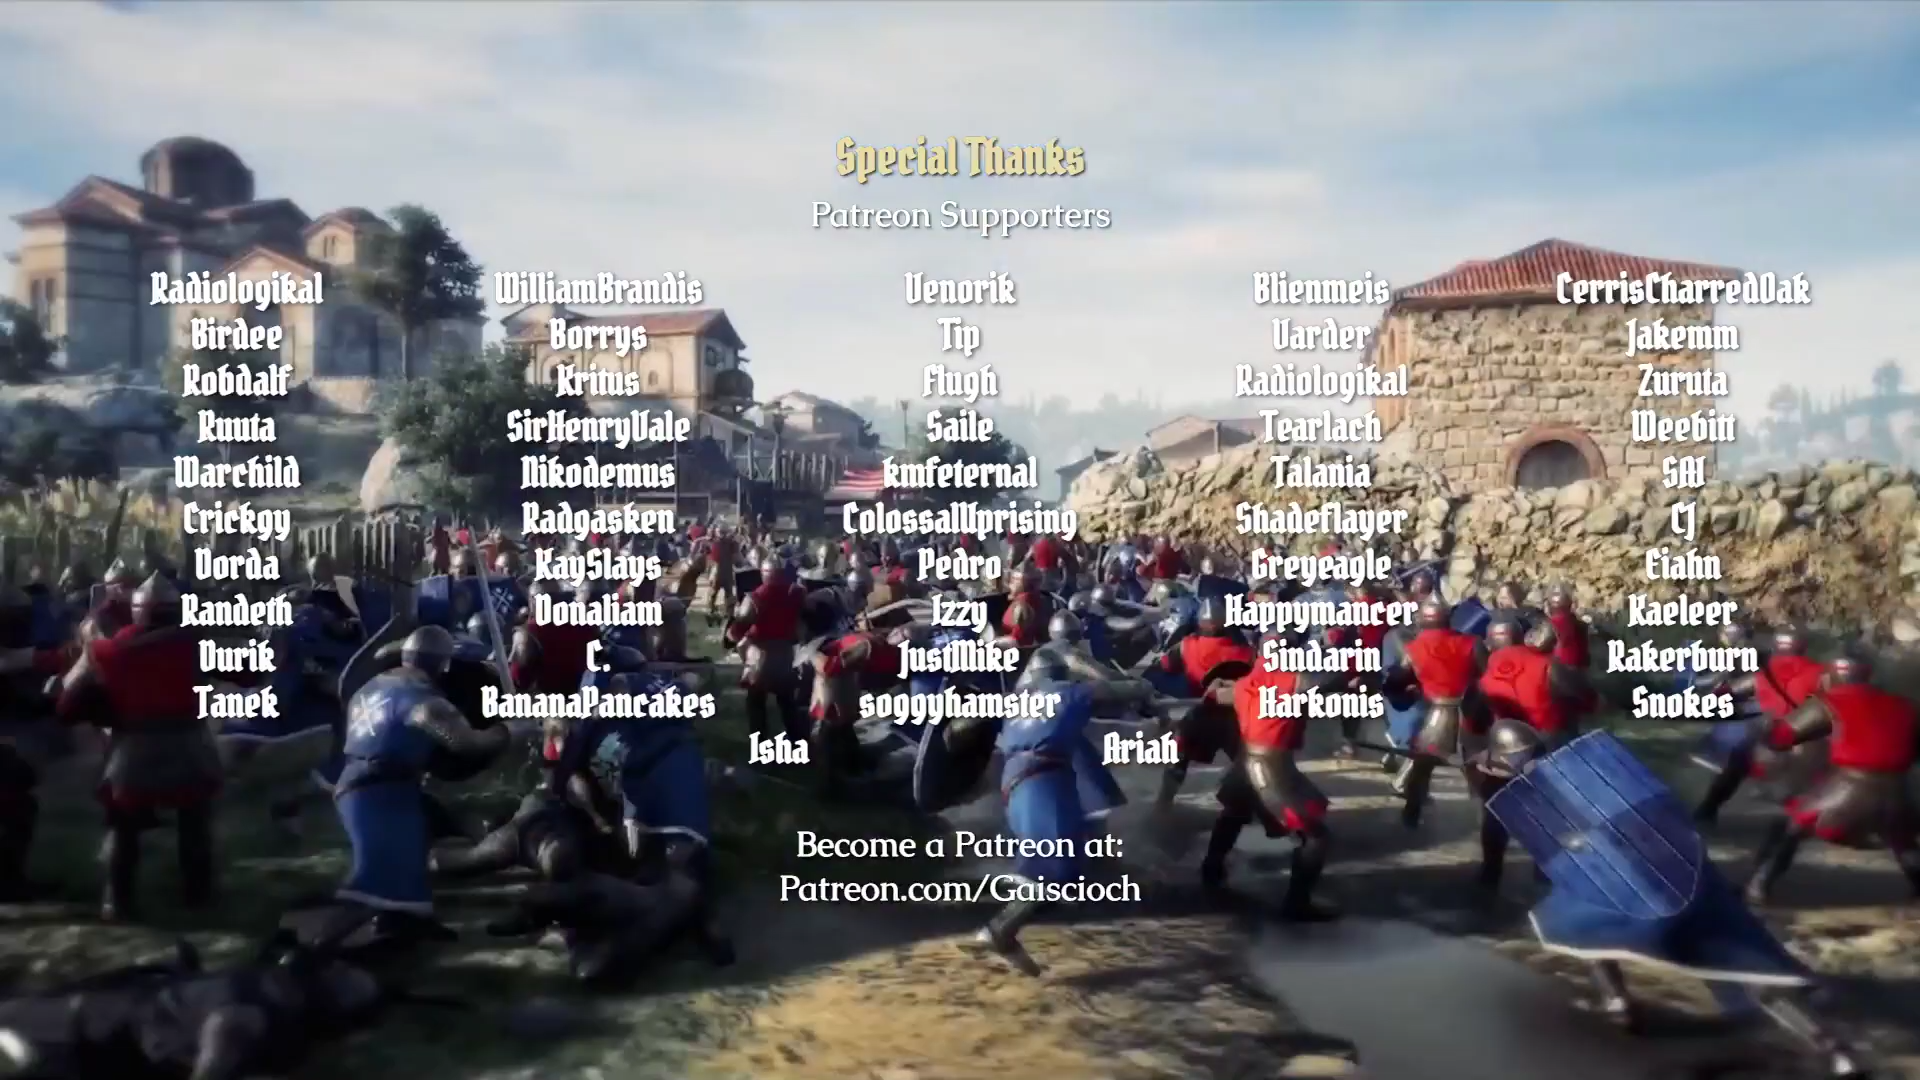 Special Thanks
Patreon Supporters
Radiologikal WilliamBrandis Venorik Blienmeis CerrisCharredOak
Birdee Borrys Tip Varder Jakemm
Robdalf Kritus Flugh Radiologikal Zuruta
Ruuta SirHenryVale Saile Tearlach Weebitt
Warchild Nikodemus kmfeternal Talania SAI
Crickgy Radgasken ColossalUprising Shadeflayer CJ
Vorda KaySlays Pedro Greyeagle Eiahn
Randeth Donaliam Izzy Happymancer Kaeleer
Durik C. JustMike Sindarin Rakerburn
Tanek BananaPancakes soggyhamster Harkonis Snokes
Isha Ariah
Become a Patreon at:
Patreon.com/Gaiscioch